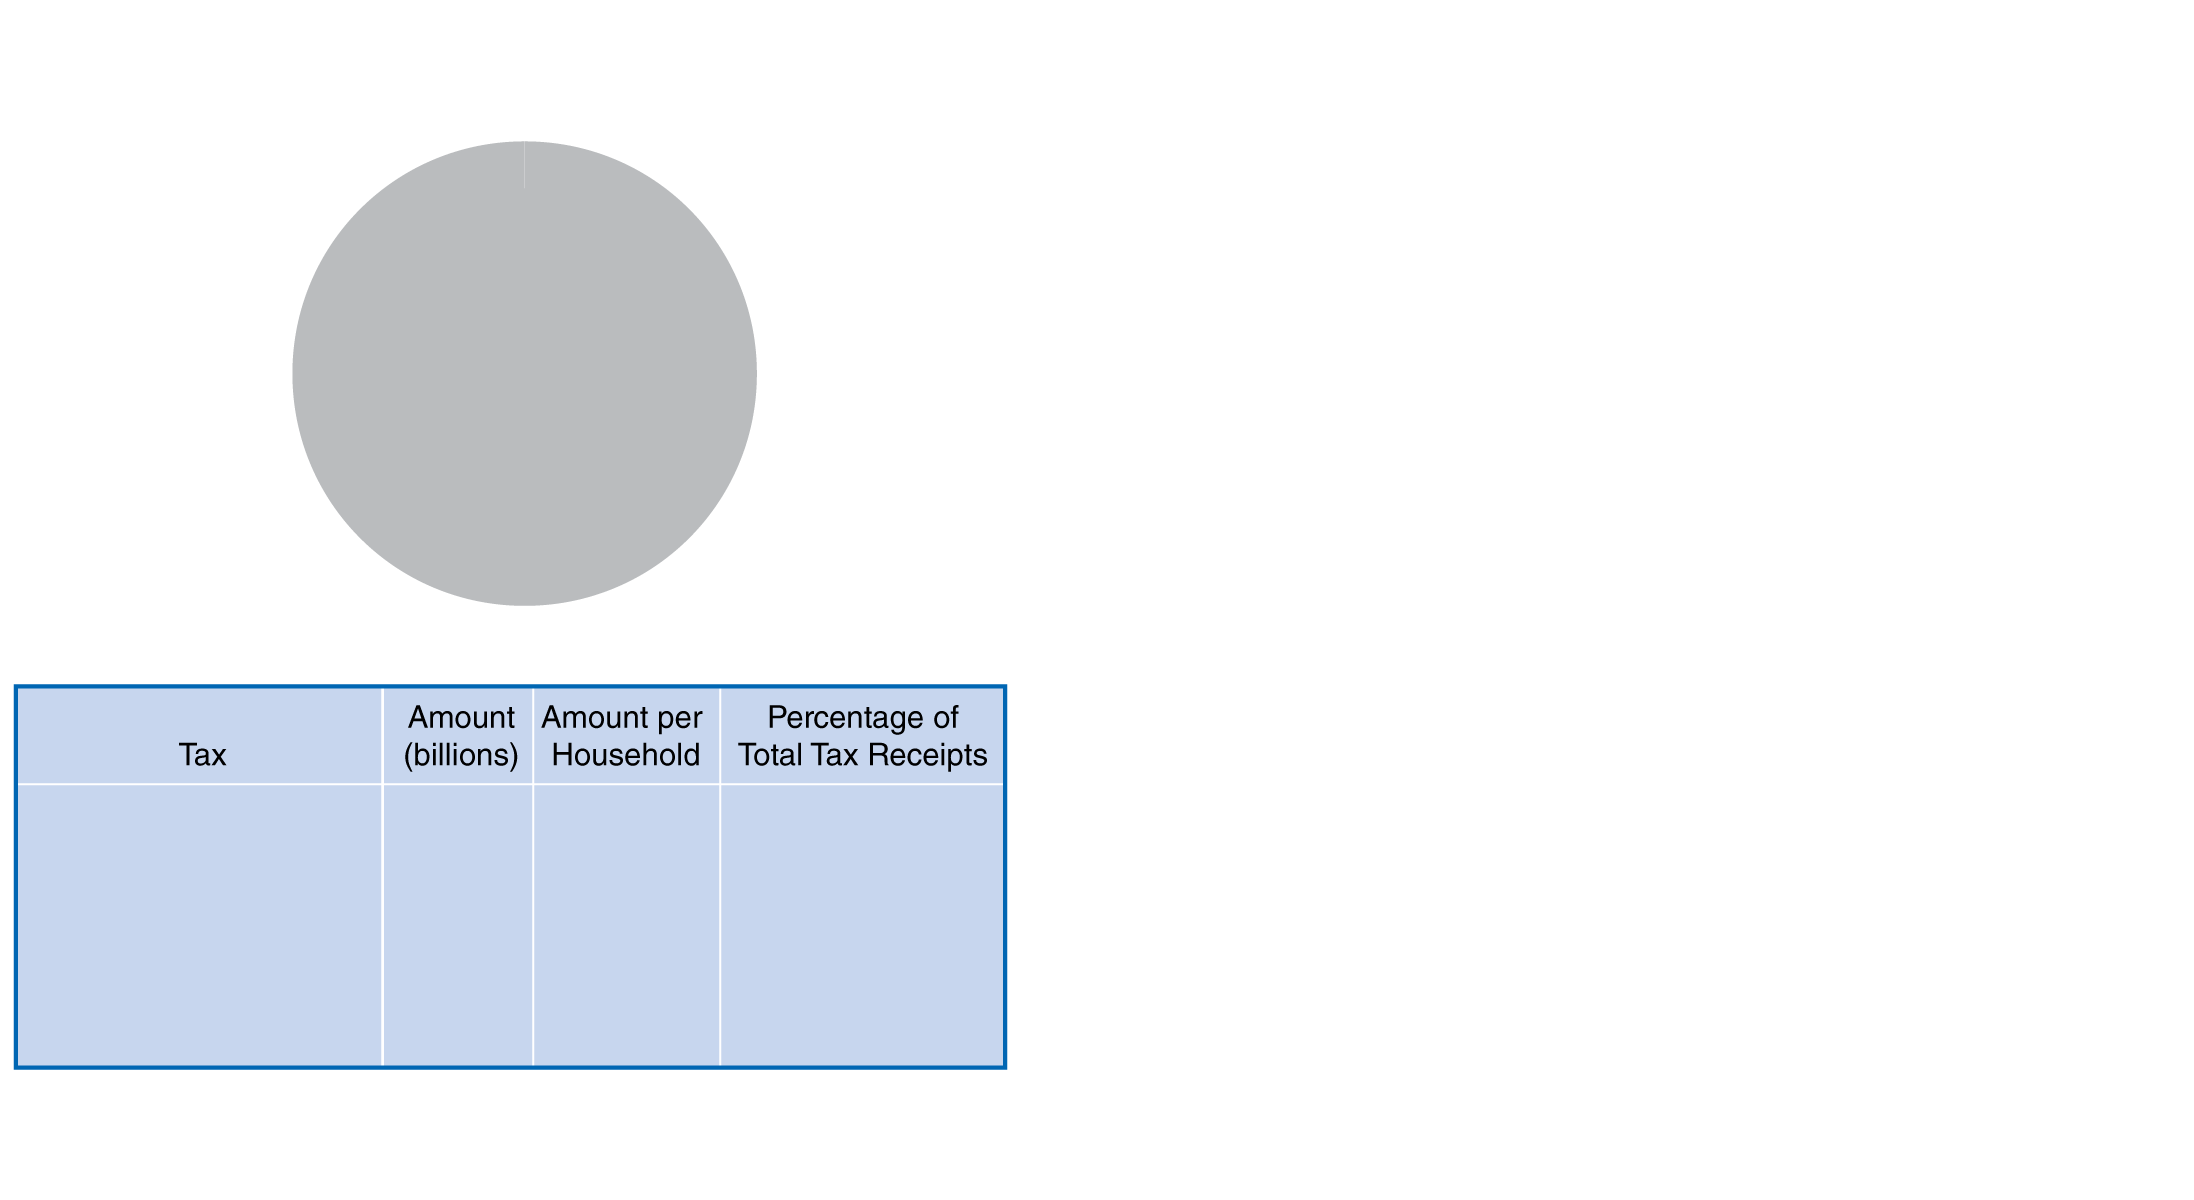 Tax
Amount
(billions)
Amount per
Household
Percentage of
Total Tax Receipts